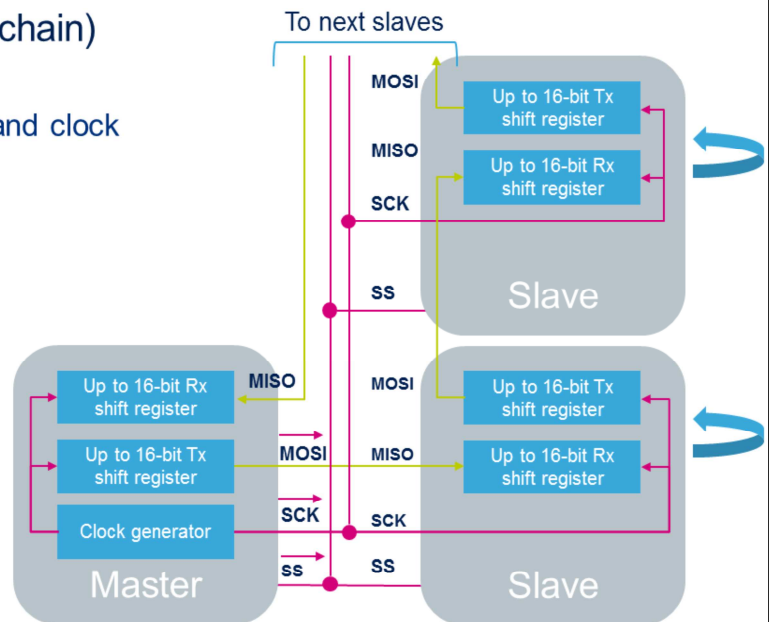 chain)
and clock
To next slaves
MOSI
Up to 16-bit Tx
shift register
MISO
Up to 16-bit Rx
shift register
SCK
SS
Slave
Up to 16-bit Rx
shift register
MISO
MOSI
Up to 16-bit Tx
shift register
Up to 16-bit Tx
shift register
MOSI
MISO
Up to 16-bit Rx
shift register
Clock generator
SCK
SCK
ss
SS
Master
Slave